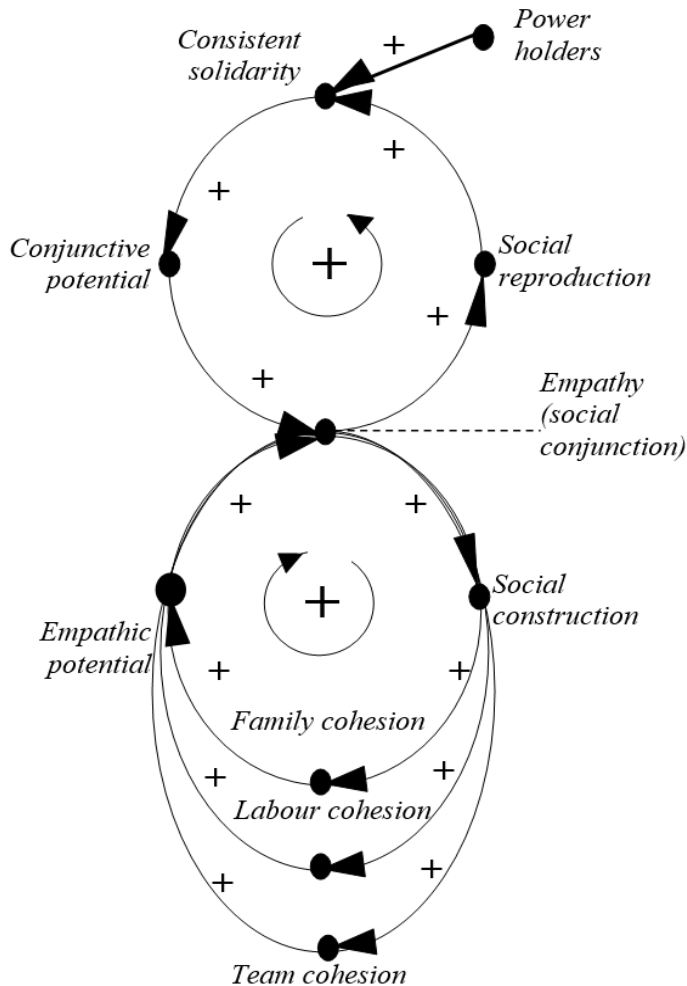 Power
holders
+
Consistent
solidarity
+
+
Conjunctive
potential
+
Social
reproduction
+
+
Empathy
(social
conjunction)
+
+
+
Social
construction
Empathic
potential
+
+
Family cohesion
+
+
Labour cohesion
+
+
Team cohesion